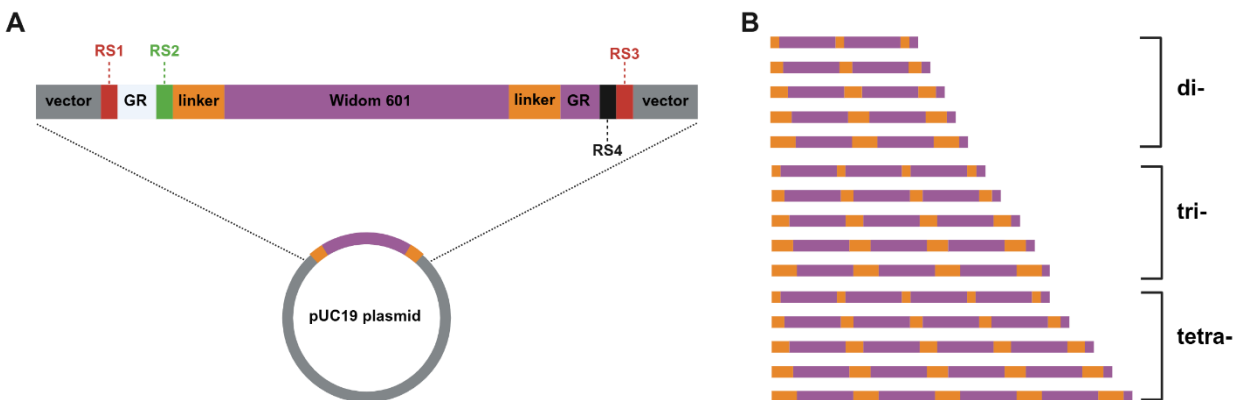 A
B
RS1
RS2
RS3
vector
GR
linker
Widom 601
linker
GR
vector
RS4
pUC19 plasmid
di-
tri-
tetra-